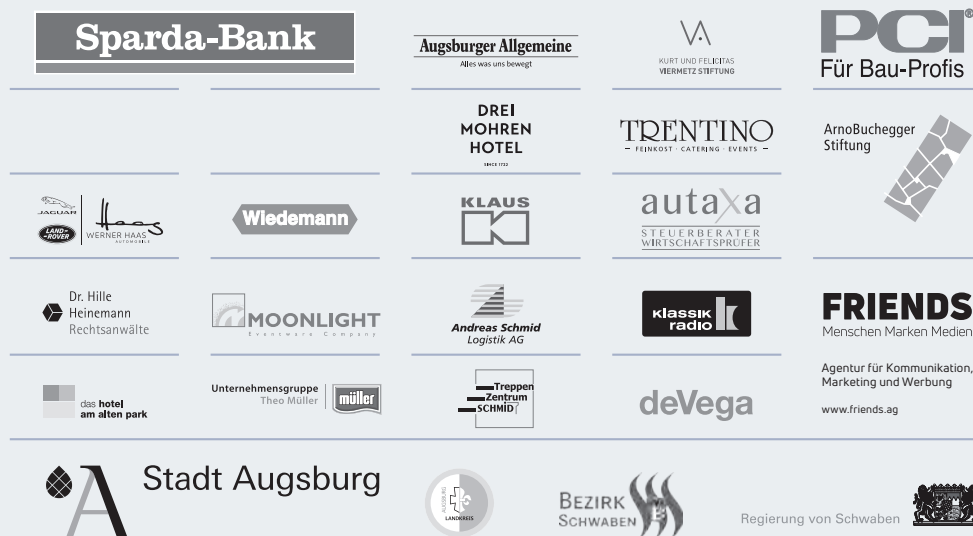 Sparda-Bank
Augsburger Allgemeine
Alles was uns bewegt
KURT UND FELICITAS
VIERMETZ STIFTUNG
PCI®
Für Bau-Profis
DREI
MOHREN
HOTEL
SINCE 1722
TRENTINO
FEINKOST · CATERING · EVENTS
ArnoBuchegger
Stiftung
JAGUAR
LAND-
ROVER
Haas
WERNER HAAS
AUTOMOBILE
Wiedemann
KLAUS
autaxa
STEUERBERATER
WIRTSCHAFTSPRÜFER
Dr. Hille
Heinemann
Rechtsanwälte
MOONLIGHT
Eventware Company
Andreas Schmid
Logistik AG
klassik
radio
FRIENDS
Menschen Marken Medien
Agentur für Kommunikation,
Marketing und Werbung
www.friends.ag
das hotel
am alten park
Unternehmensgruppe
Theo Müller
müller
Treppen
Zentrum
SCHMID
deVega
A
Stadt Augsburg
AUGSBURG
LANDKREIS
BEZIRK
SCHWABEN
Regierung von Schwaben